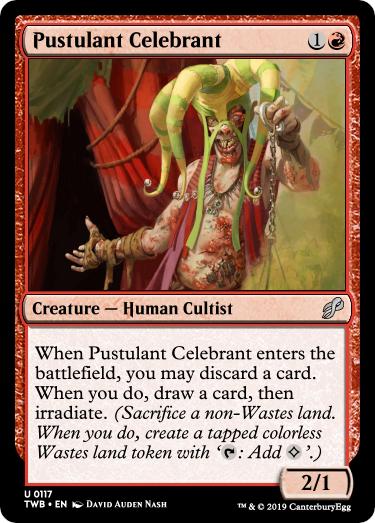 Pustulant Celebrant 1
Creature — Human Cultist
When Pustulant Celebrant enters the
battlefield, you may discard a card.
When you do, draw a card, then
irradiate. (Sacrifice a non-Wastes land.
When you do, create a tapped colorless
Wastes land token with ‘: Add ’.)
2/1
U 0117
TWB • EN David Auden Nash
™ & © 2019 CanterburyEgg